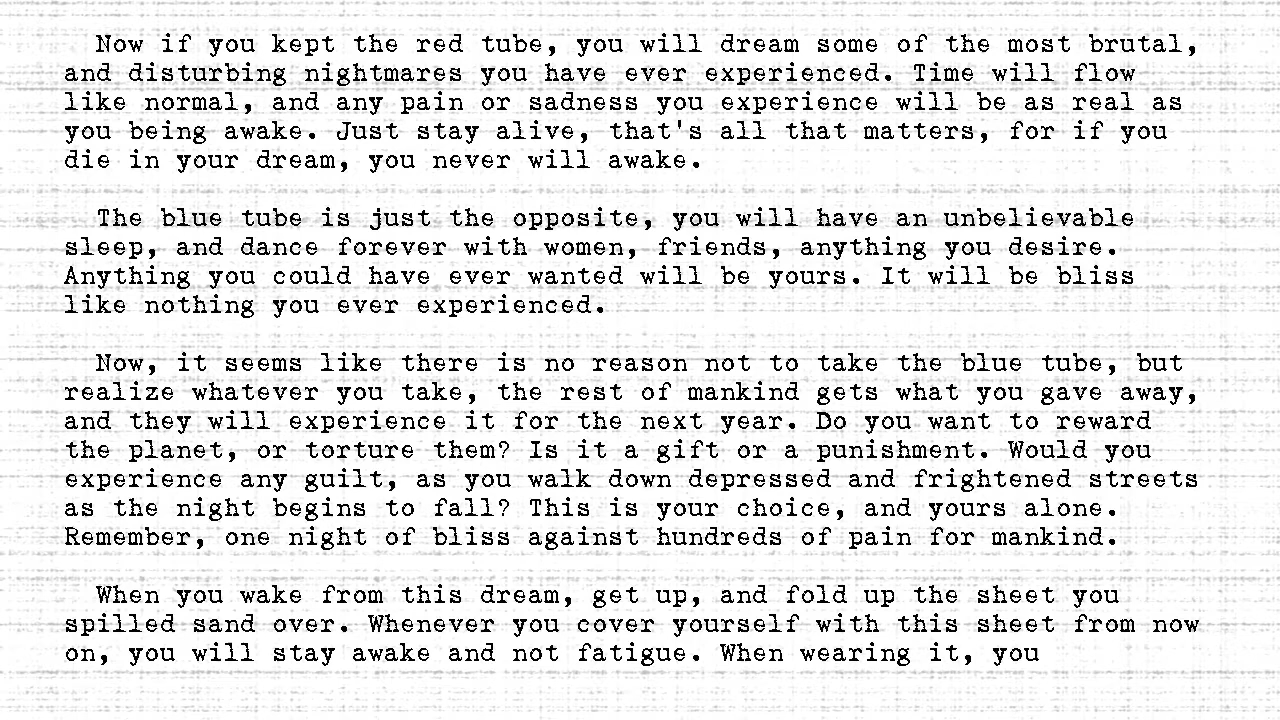 Now if you kept the red tube, you will dream some of the most brutal,
and disturbing nightmares you have ever experienced. Time will flow
like normal, and any pain or sadness you experience will be as real as
you being awake. Just stay alive, that's all that matters, for if you
die in your dream, you never will awake.
The blue tube is just the opposite, you will have an unbelievable
sleep, and dance forever with women, friends, anything you desire.
Anything you could have ever wanted will be yours. It will be bliss
like nothing you ever experienced.
Now, it seems like there is no reason not to take the blue tube, but
realize whatever you take, the rest of mankind gets what you gave away,
and they will experience it for the next year. Do you want to reward
the planet, or torture them? Is it a gift or a punishment. Would you
experience any guilt, as you walk down depressed and frightened streets
as the night begins to fall? This is your choice, and yours alone.
Remember, one night of bliss against hundreds of pain for mankind.
When you wake from this dream, get up, and fold up the sheet you
spilled sand over. Whenever you cover yourself with this sheet from now
on, you will stay awake and not fatigue. When wearing it, you